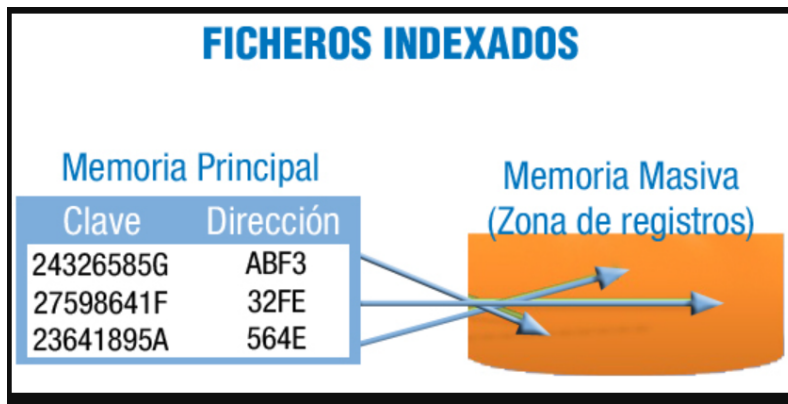 FICHEROS INDEXADOS
Memoria Principal
Clave Dirección
24326585G ABF3
27598641F 32FE
23641895A 564E
Memoria Masiva
(Zona de registros)